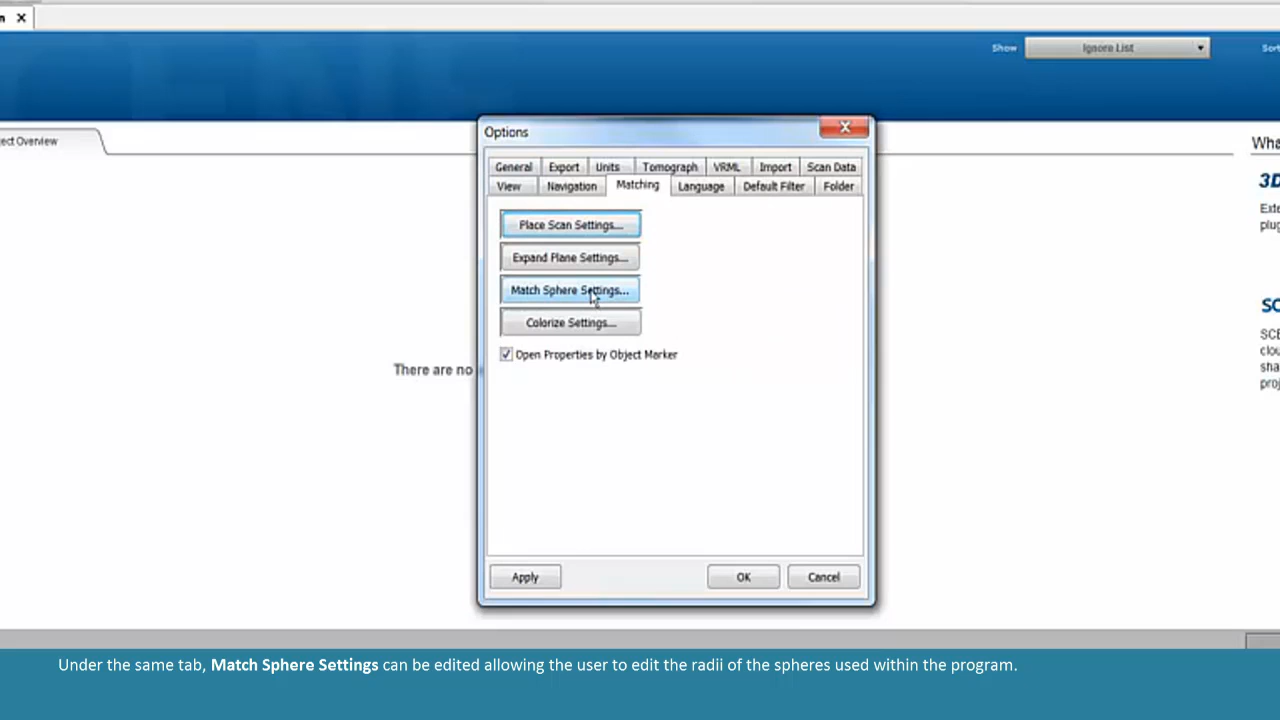 n X
Show Ignore List Sort
ect Overview
Wha
3D
Exte
plug
SC
SCE
clou
sha
proj
There are no
Options
General Export Units Tomograph VRML Import Scan Data
View Navigation Matching Language Default Filter Folder
Place Scan Settings...
Expand Plane Settings...
Match Sphere Settings...
Colorize Settings...
Open Properties by Object Marker
Apply OK Cancel
Under the same tab, Match Sphere Settings can be edited allowing the user to edit the radii of the spheres used within the program.